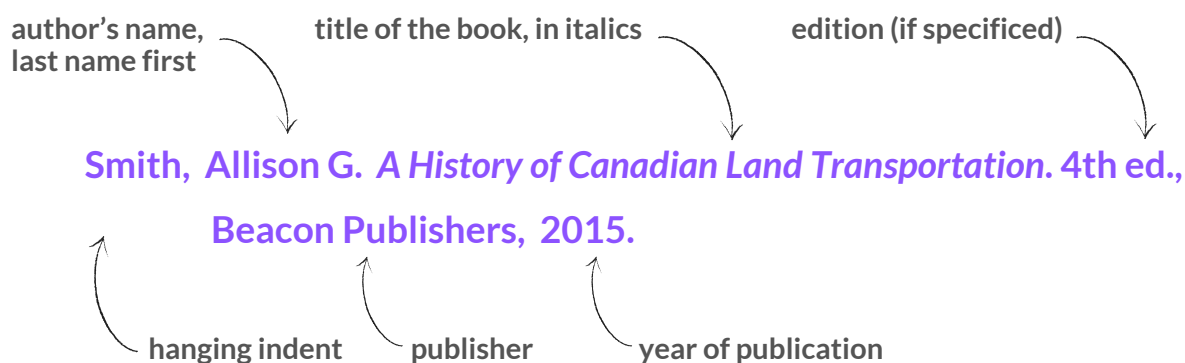 author's name,
last name first
title of the book, in italics
edition (if specificed)
Smith, Allison G. A History of Canadian Land Transportation. 4th ed.,
Beacon Publishers, 2015.
hanging indent
publisher
year of publication